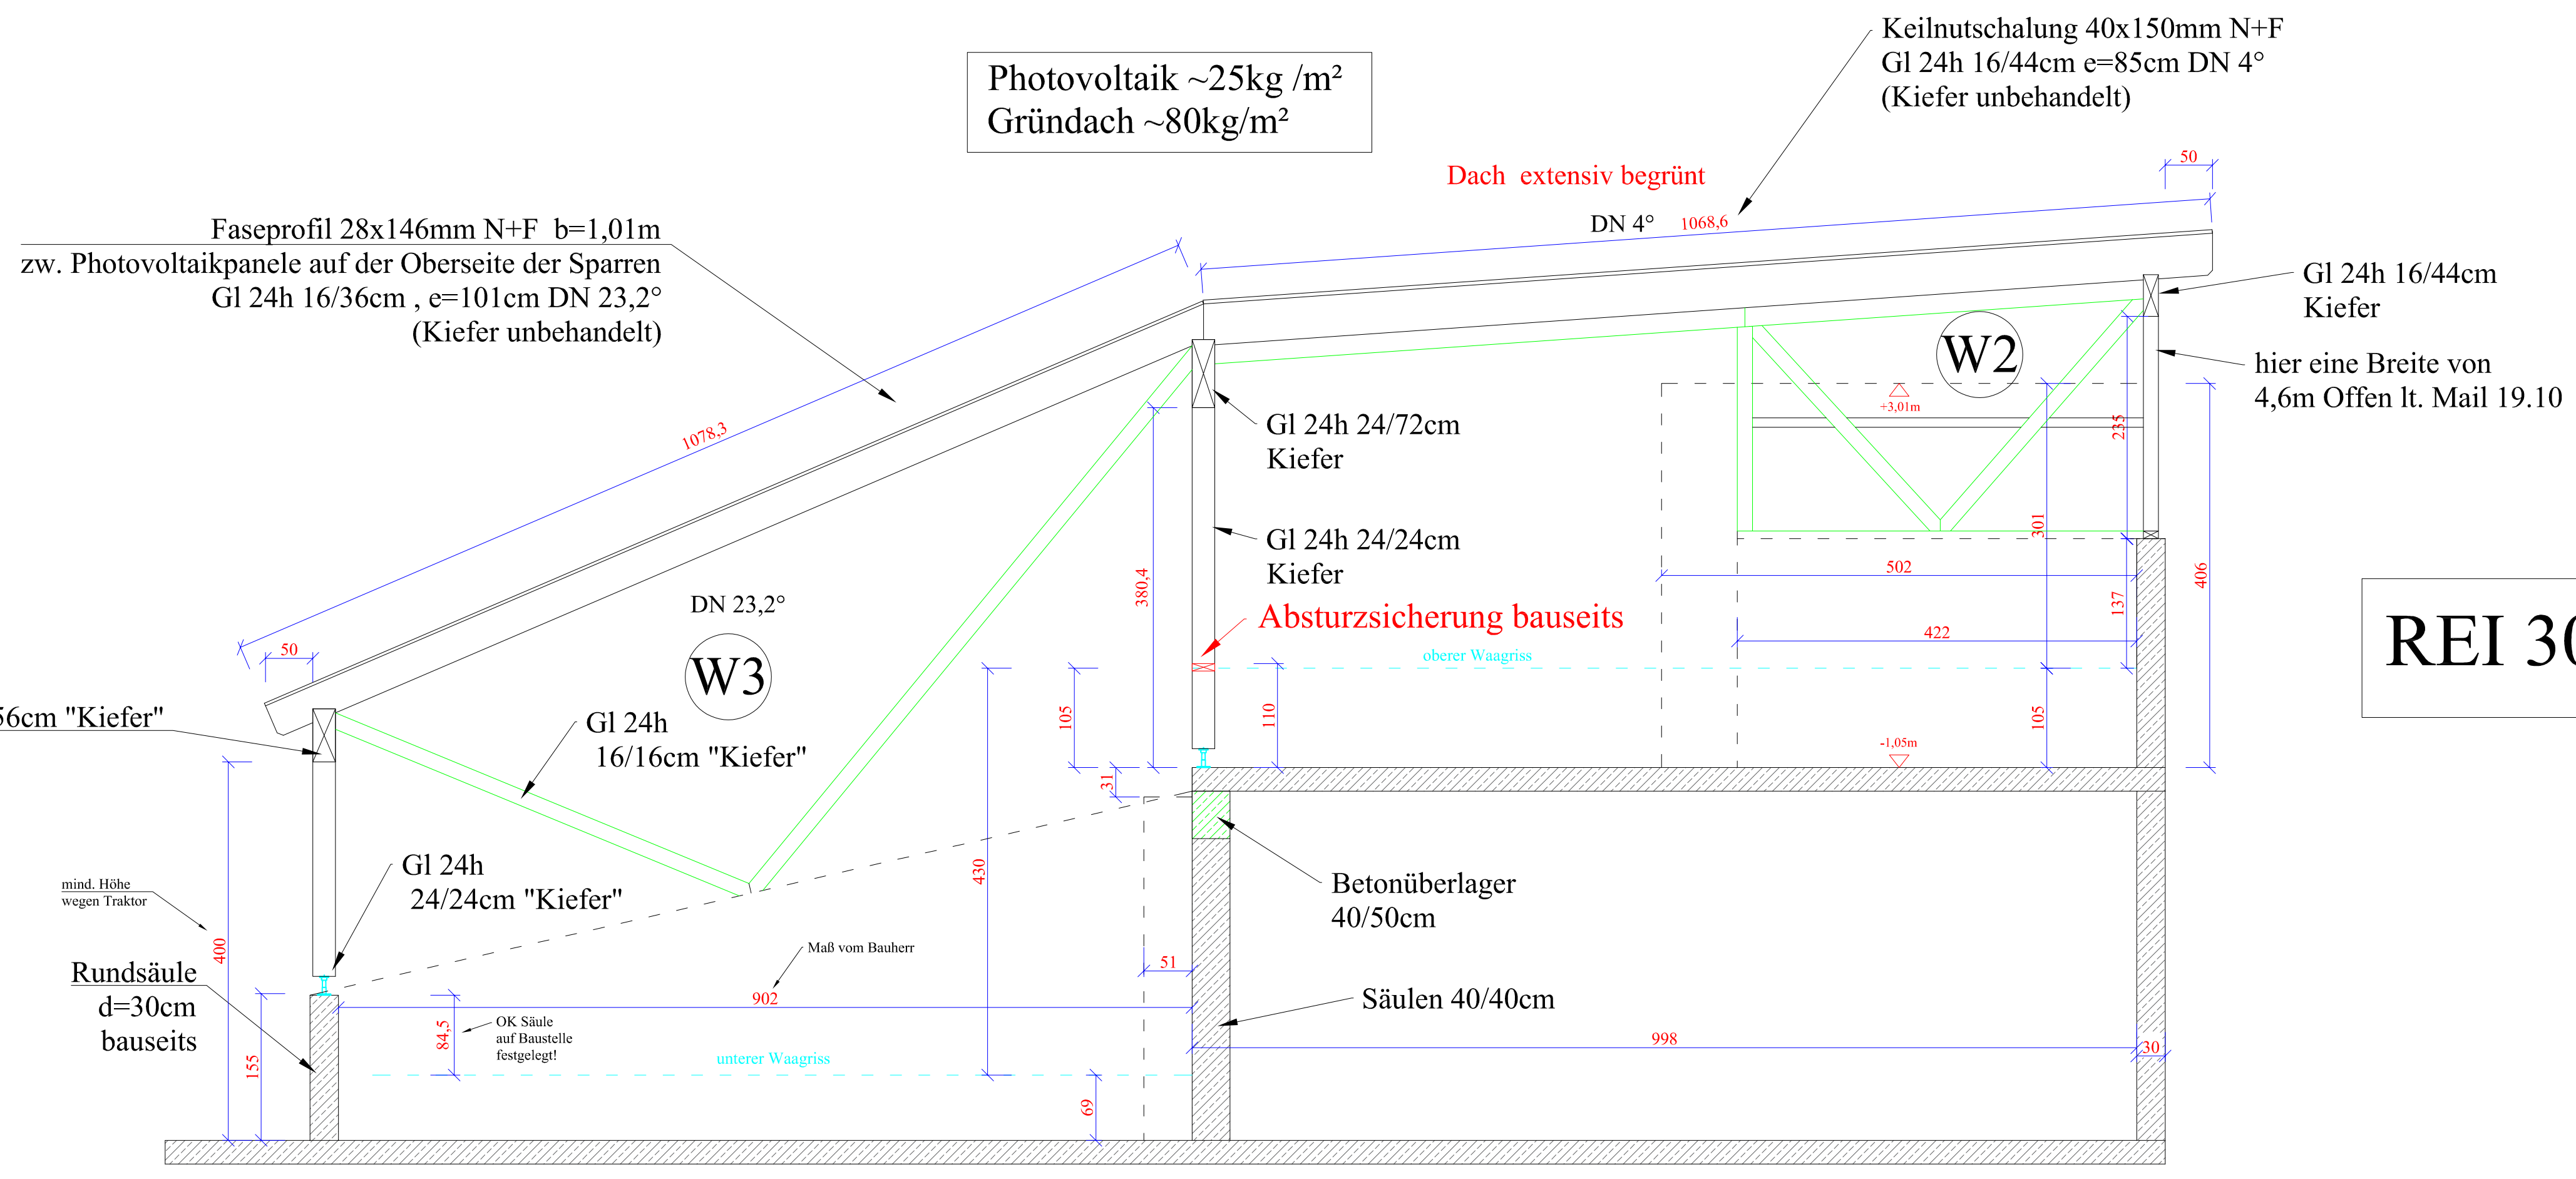 Keilnutschalung 40x150mm N+F
Gl 24h 16/44cm e=85cm DN 4°
(Kiefer unbehandelt)
Photovoltaik ~25kg /m²
Gründach ~80kg/m²
Dach extensiv begrünt
50
DN 4°
1068,6
Faseprofil 28x146mm N+F b=1,01m
zw. Photovoltaikpanele auf der Oberseite der Sparren
Gl 24h 16/36cm , e=101cm DN 23,2°
(Kiefer unbehandelt)
1078,3
Gl 24h 16/44cm
Kiefer
hier eine Breite von
4,6m Offen lt. Mail 19.10
W2
+3,01m
235
Gl 24h 24/72cm
Kiefer
Gl 24h 24/24cm
Kiefer
380,4
301
502
406
137
422
Absturzsicherung bauseits
oberer Waagriss
REI 30
DN 23,2°
W3
50
56cm "Kiefer"
Gl 24h
16/16cm "Kiefer"
105
110
105
-1,05m
31
Gl 24h
24/24cm "Kiefer"
430
Betonüberlager
40/50cm
mind. Höhe
wegen Traktor
400
Rundsäule
d=30cm
bauseits
Maß vom Bauherr
902
51
Säulen 40/40cm
84,5
OK Säule
auf Baustelle
festgelegt!
unterer Waagriss
998
30
155
69